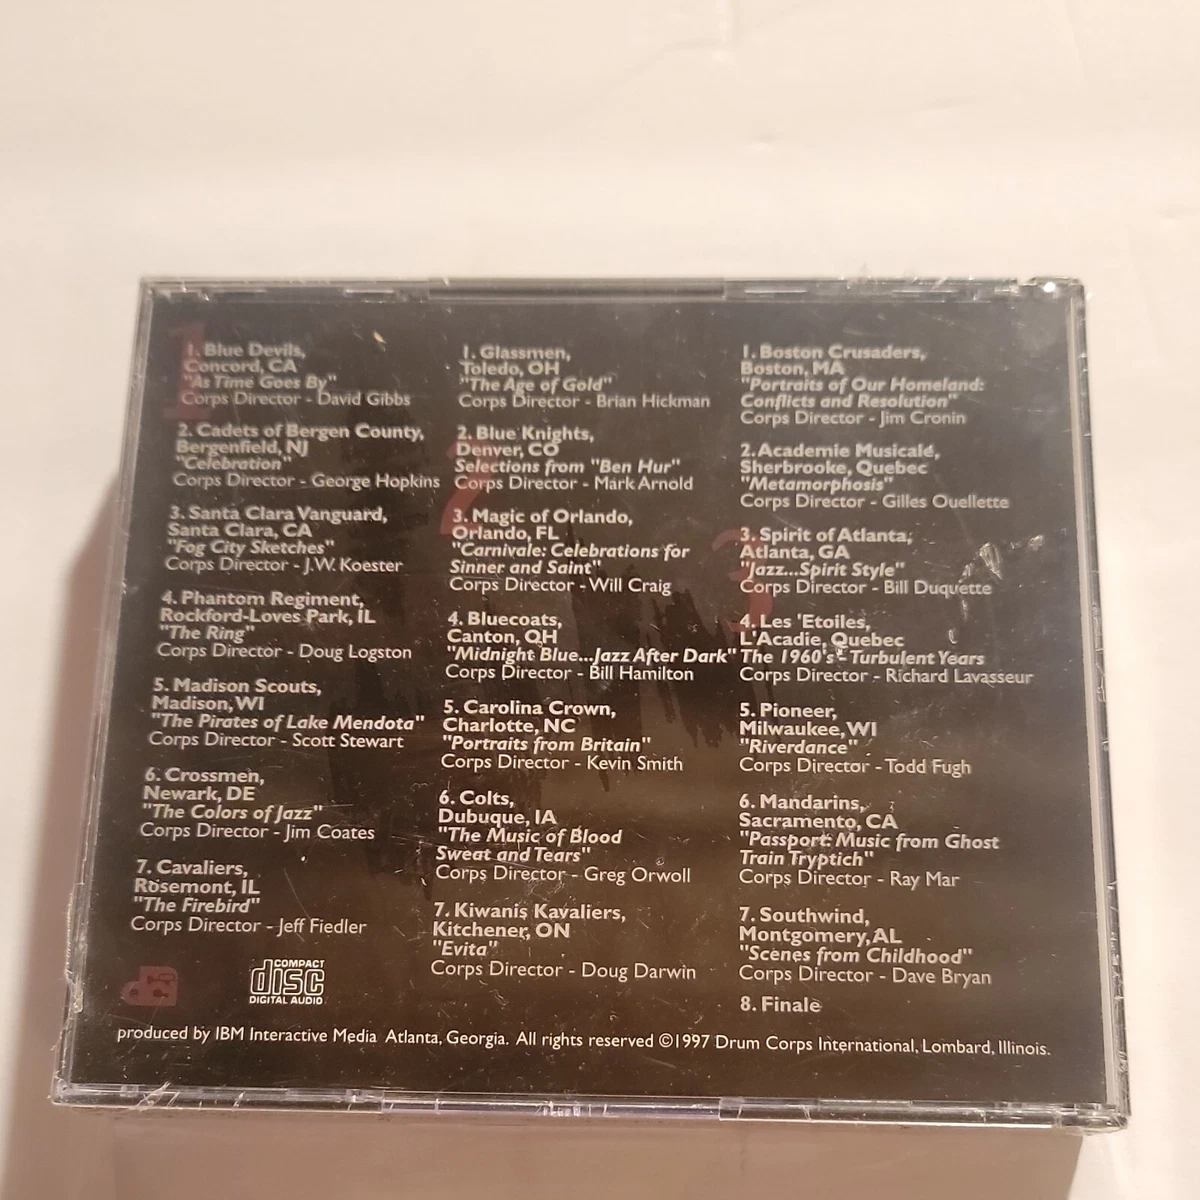 1
1. Blue Devils,
Concord, CA
"As Time Goes By"
Corps Director - David Gibbs
2. Cadets of Bergen County,
Bergenfield, NJ
"Celebration"
Corps Director - George Hopkins
3. Santa Clara Vanguard,
Santa Clara, CA
"Fog City Sketches"
Corps Director - J.W. Koester
4. Phantom Regiment,
Rockford-Loves Park, IL
"The Ring"
Corps Director - Doug Logston
5. Madison Scouts,
Madison, WI
"The Pirates of Lake Mendota"
Corps Director - Scott Stewart
6. Crossmen,
Newark, DE
"The Colors of Jazz"
Corps Director - Jim Coates
7. Cavaliers,
Rosemont, IL
"The Firebird"
Corps Director - Jeff Fiedler
2
1. Glassmen,
Toledo, OH
"The Age of Gold"
Corps Director - Brian Hickman
2. Blue Knights,
Denver, CO
Selections from "Ben Hur"
Corps Director - Mark Arnold
3. Magic of Orlando,
Orlando, FL
"Carnivale: Celebrations for
Sinner and Saint"
Corps Director - Will Craig
4. Bluecoats,
Canton, OH
"Midnight Blue...Jazz After Dark"
Corps Director - Bill Hamilton
5. Carolina Crown,
Charlotte, NC
"Portraits from Britain"
Corps Director - Kevin Smith
6. Colts,
Dubuque, IA
"The Music of Blood
Sweat and Tears"
Corps Director - Greg Orwoll
7. Kiwanis Kavaliers,
Kitchener, ON
"Evita"
Corps Director - Doug Darwin
3
1. Boston Crusaders,
Boston, MA
"Portraits of Our Homeland:
Conflicts and Resolution"
Corps Director - Jim Cronin
2. Academie Musicale,
Sherbrooke, Quebec
"Metamorphosis"
Corps Director - Gilles Ouellette
3. Spirit of Atlanta,
Atlanta, GA
"Jazz...Spirit Style"
Corps Director - Bill Duquette
4. Les 'Etoiles,
L'Acadie, Quebec
The 1960's - Turbulent Years
Corps Director - Richard Lavasseur
5. Pioneer,
Milwaukee, WI
"Riverdance"
Corps Director - Todd Fugh
6. Mandarins,
Sacramento, CA
"Passport: Music from Ghost
Train Tryptich"
Corps Director - Ray Mar
7. Southwind,
Montgomery, AL
"Scenes from Childhood"
Corps Director - Dave Bryan
8. Finale
COMPACT
disc
DIGITAL AUDIO
produced by IBM Interactive Media Atlanta, Georgia. All rights reserved ©1997 Drum Corps International, Lombard, Illinois.